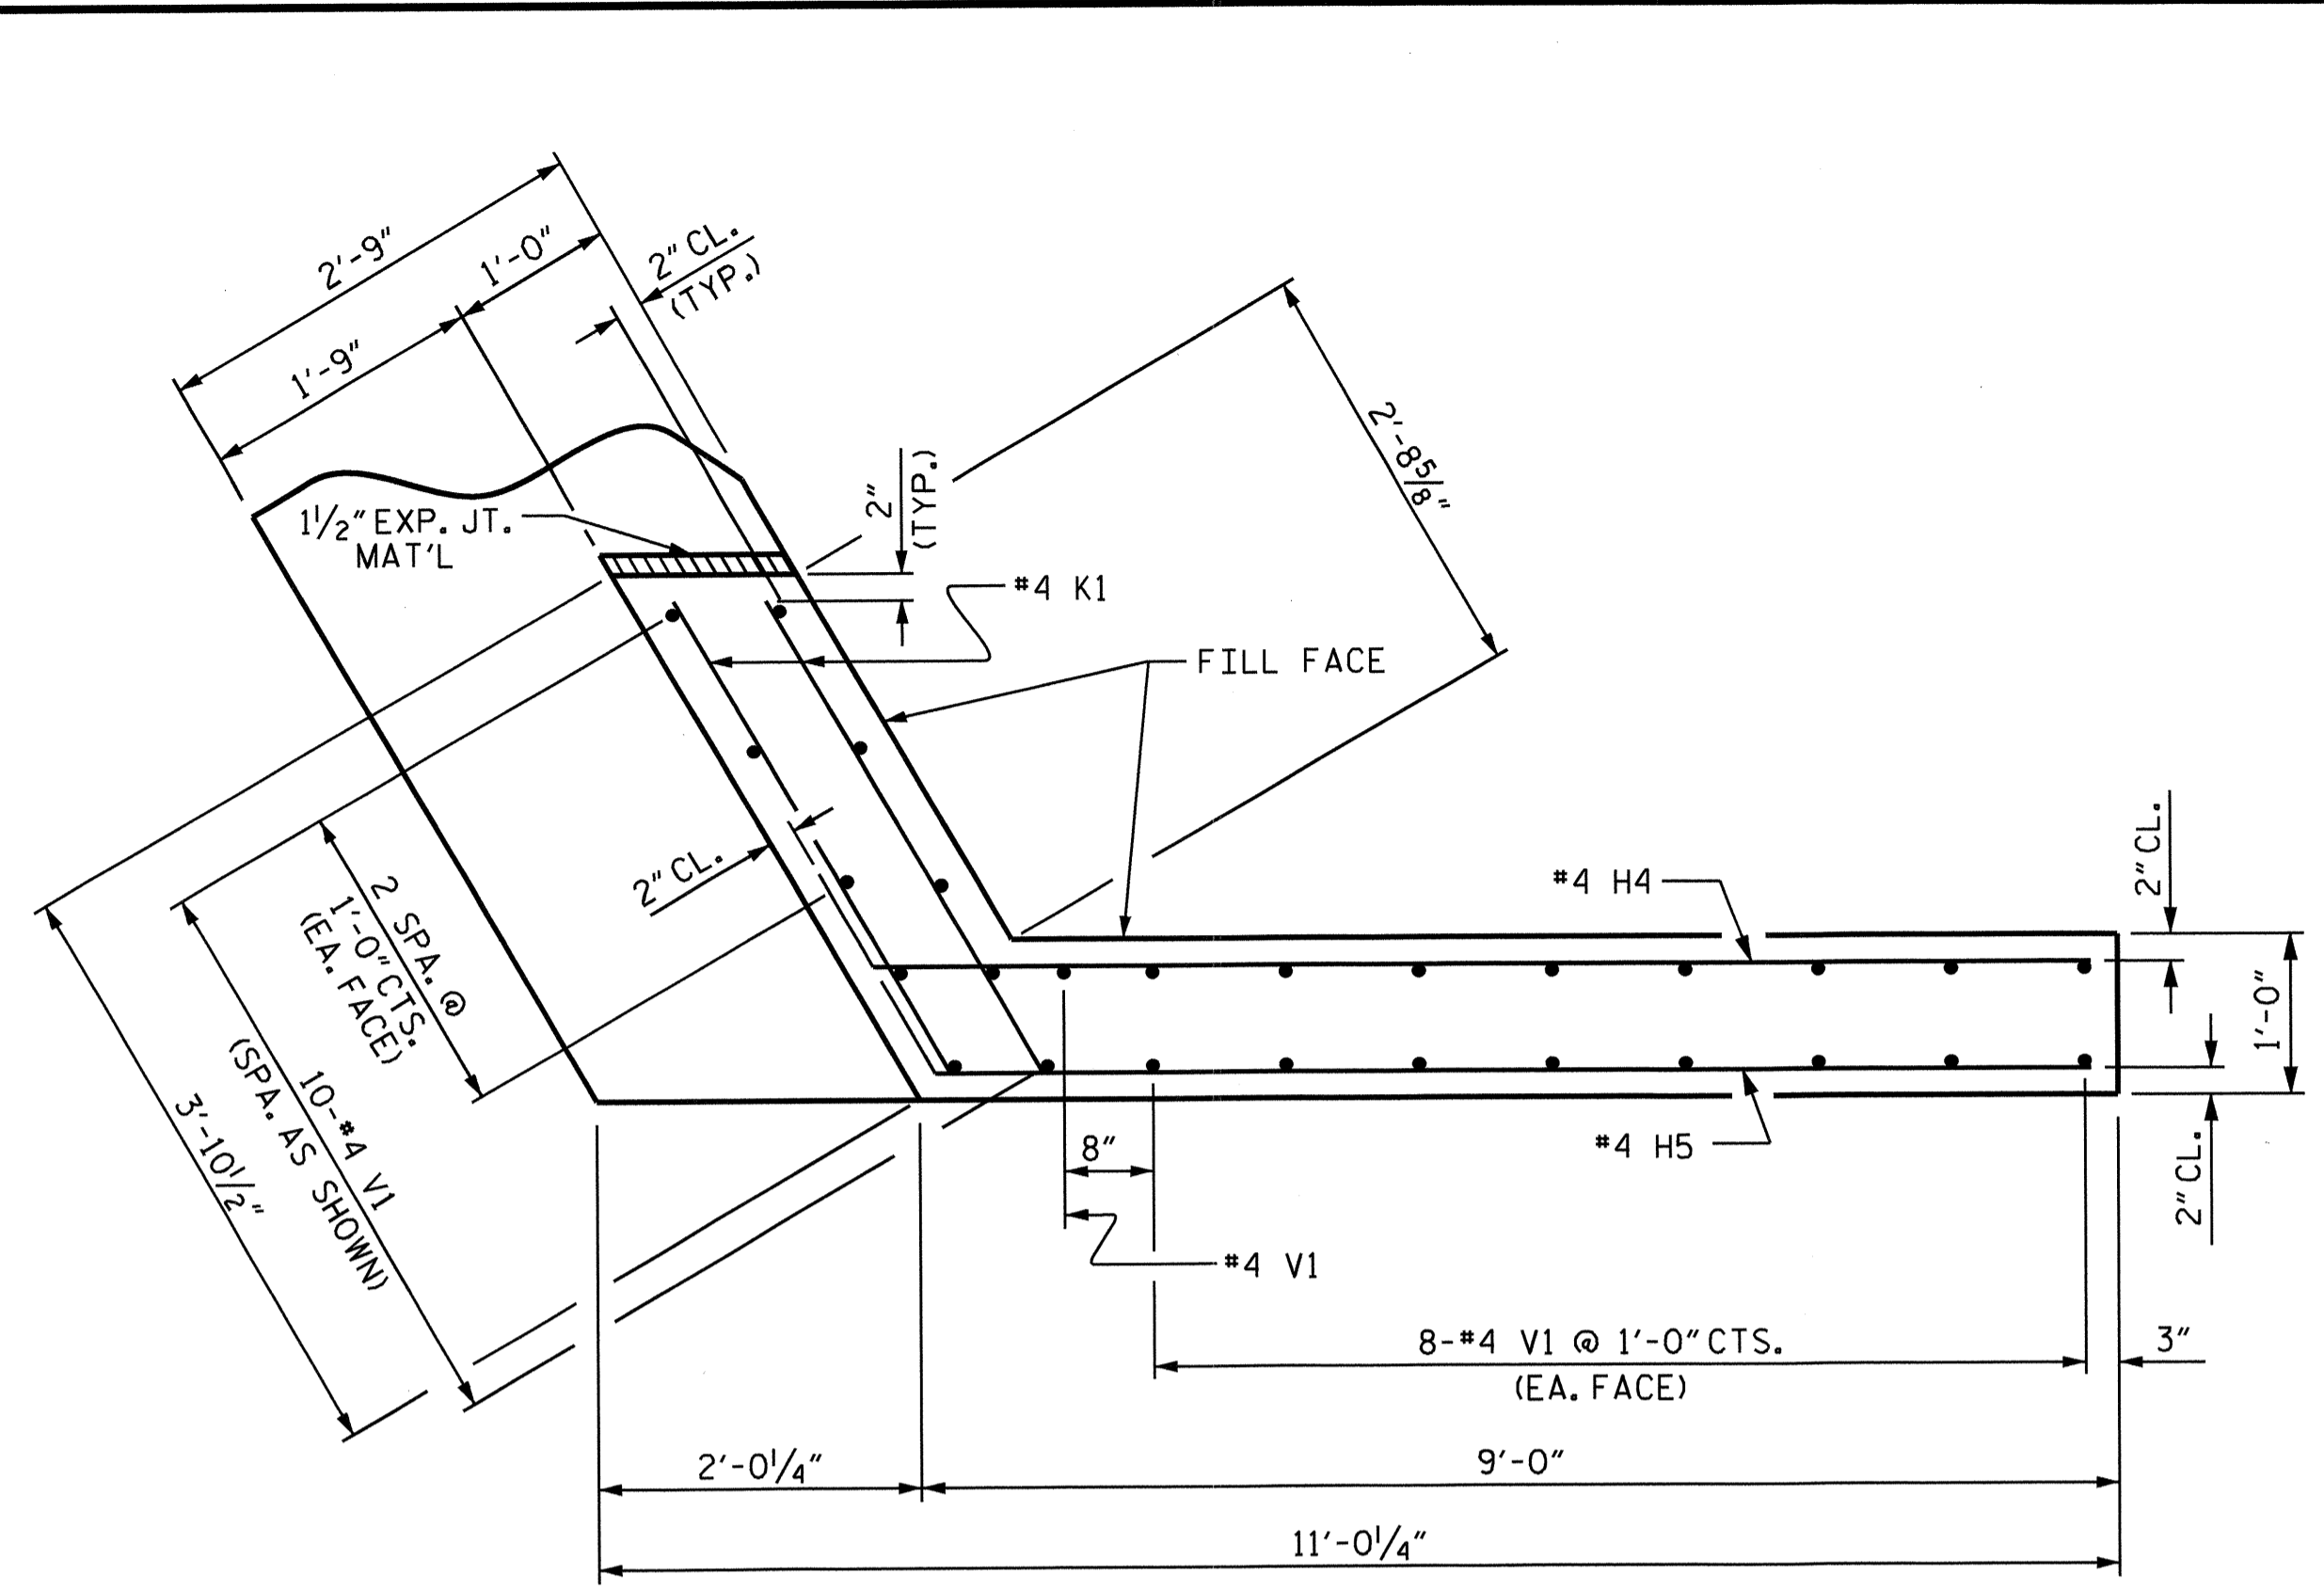 2'-9"
1'-0"
2" CL.
(TYP.)
1'-9"
1½" EXP. JT.
MAT'L
2"
(TYP.)
2'-8⅝"
#4 K1
FILL FACE
2" CL.
#4 H4
2" CL.
1'-0"
2 SPA. @
1'-0" CTS.
(EA. FACE)
10-#4 V1
(SPA. AS SHOWN)
3'-10½"
8"
#4 H5
2" CL.
#4 V1
8-#4 V1 @ 1'-0" CTS.
(EA. FACE)
3"
2'-0¼"
9'-0"
11'-0¼"